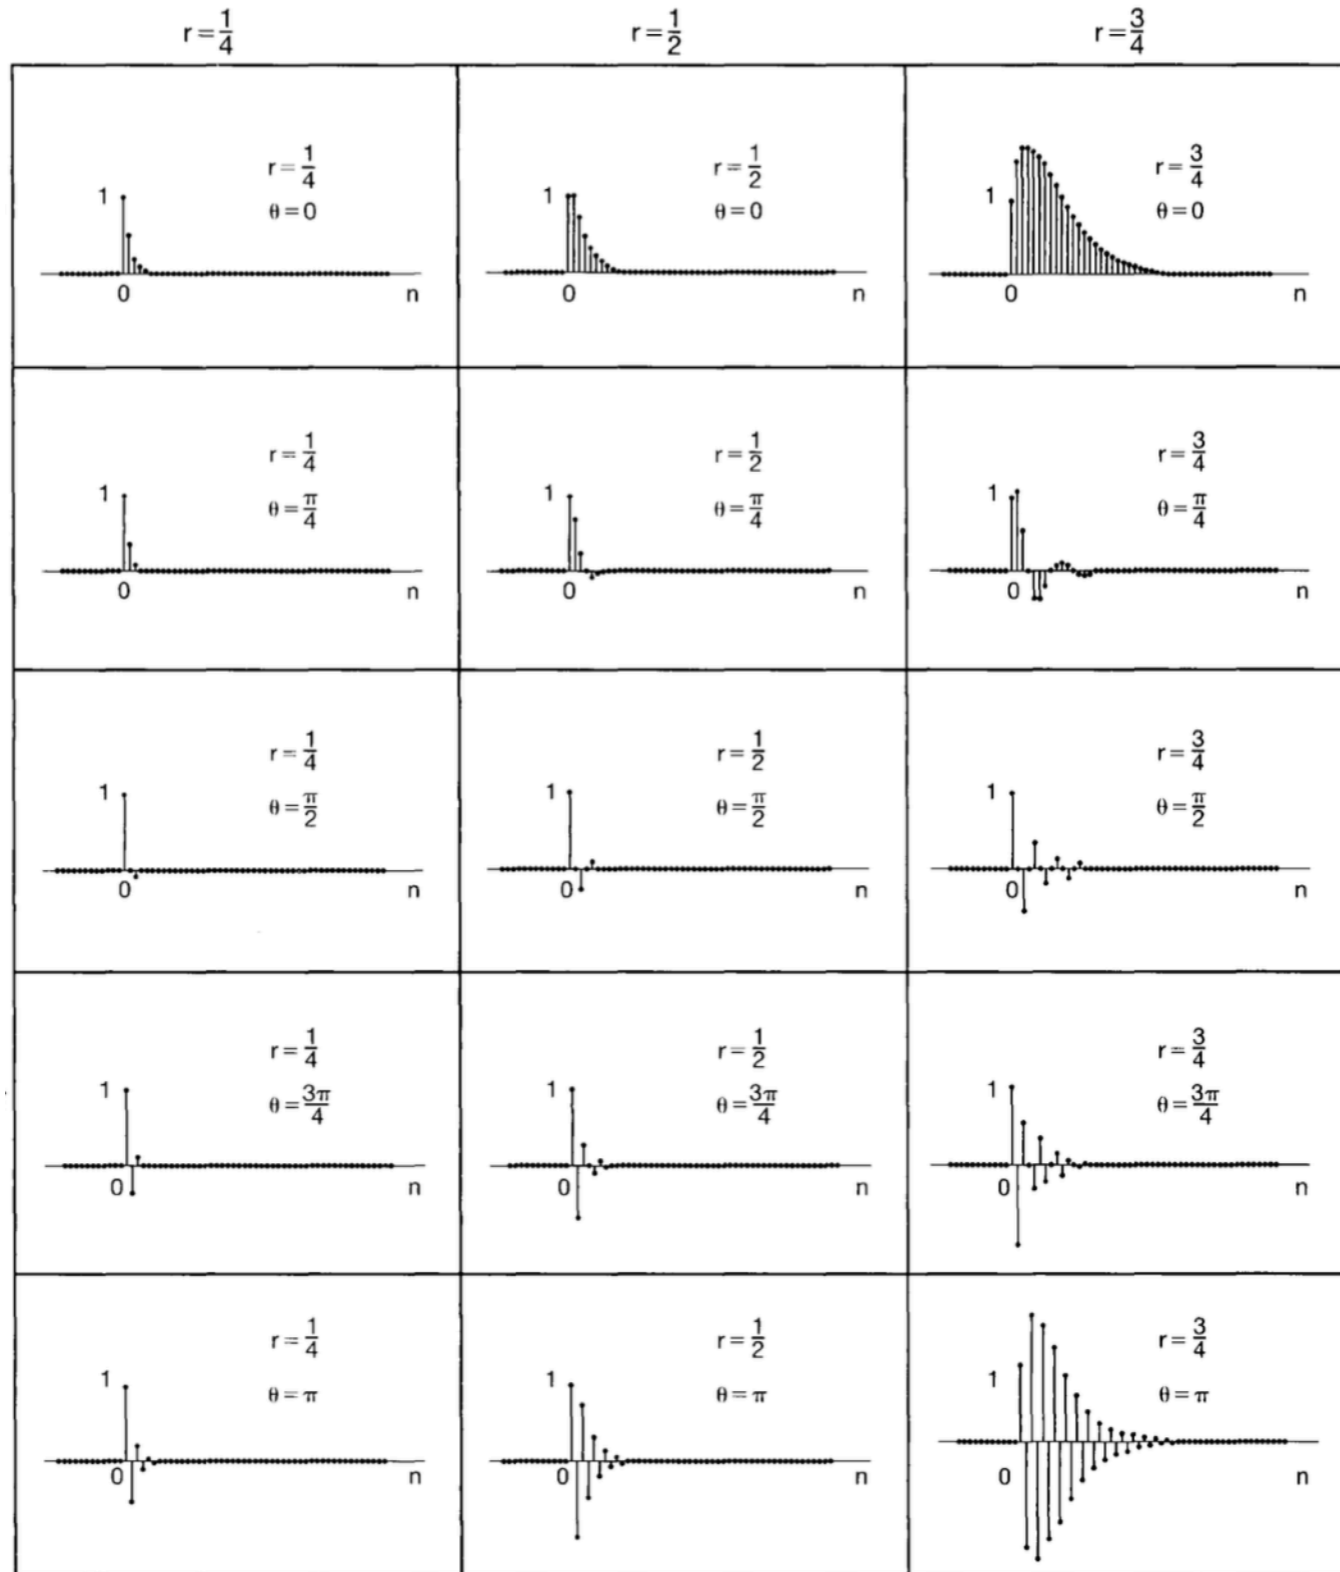 r=1/4 r=1/2 r=3/4
r=1/4
1 θ=0
0 n
r=1/2
1 θ=0
0 n
r=3/4
1 θ=0
0 n
r=1/4
1 θ=π/4
0 n
r=1/2
1 θ=π/4
0 n
r=3/4
1 θ=π/4
0 n
r=1/4
1 θ=π/2
0 n
r=1/2
1 θ=π/2
0 n
r=3/4
1 θ=π/2
0 n
r=1/4
1 θ=3π/4
0 n
r=1/2
1 θ=3π/4
0 n
r=3/4
1 θ=3π/4
0 n
r=1/4
1 θ=π
0 n
r=1/2
1 θ=π
0 n
r=3/4
1 θ=π
0 n